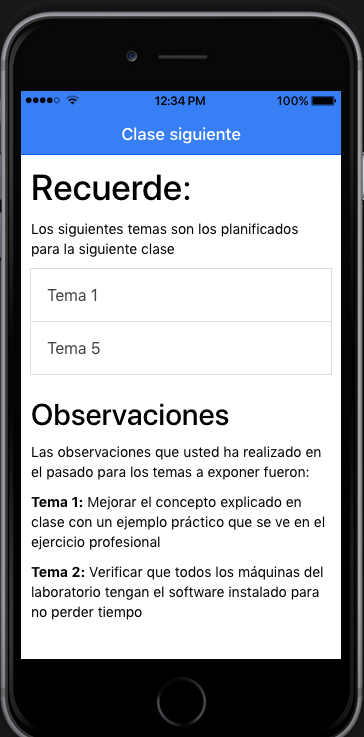 12:34 PM 100%
Clase siguiente
Recuerde:
Los siguientes temas son los planificados
para la siguiente clase
Tema 1
Tema 5
Observaciones
Las observaciones que usted ha realizado en
el pasado para los temas a exponer fueron:
Tema 1: Mejorar el concepto explicado en
clase con un ejemplo práctico que se ve en el
ejercicio profesional
Tema 2: Verificar que todos los máquinas del
laboratorio tengan el software instalado para
no perder tiempo